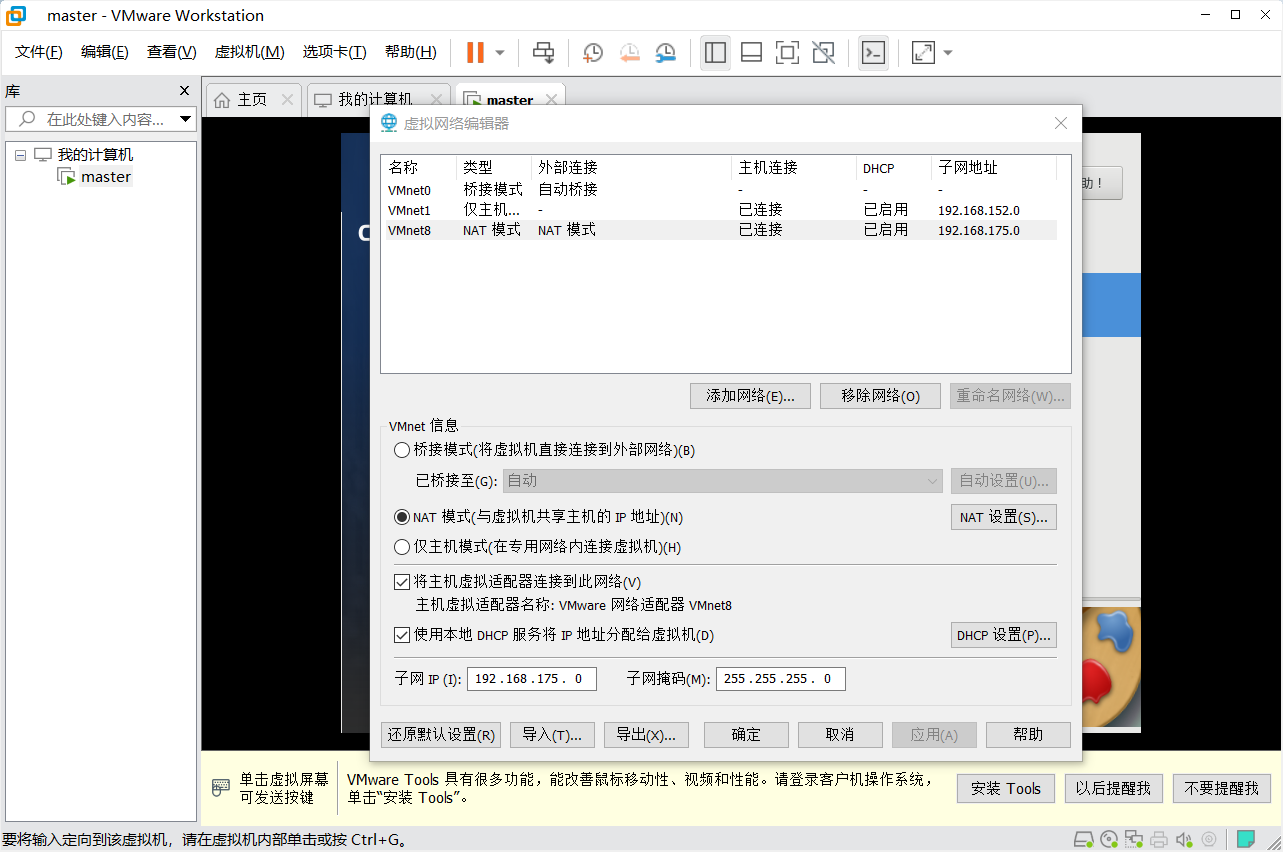 master - VMware Workstation
文件(F) 编辑(E) 查看(V) 虚拟机(M) 选项卡(T) 帮助(H)
库
在此处键入内容...
我的计算机
master
主页 我的计算机 master
虚拟网络编辑器
名称 类型 外部连接 主机连接 DHCP 子网地址
VMnet0 桥接模式 自动桥接 - - -
VMnet1 仅主机... - 已连接 已启用 192.168.152.0
VMnet8 NAT 模式 NAT 模式 已连接 已启用 192.168.175.0
助！
C
添加网络(E)... 移除网络(O) 重命名网络(W)...
VMnet 信息
桥接模式(将虚拟机直接连接到外部网络)(B)
已桥接至(G): 自动 自动设置(U)...
NAT 模式(与虚拟机共享主机的 IP 地址)(N) NAT 设置(S)...
仅主机模式(在专用网络内连接虚拟机)(H)
将主机虚拟适配器连接到此网络(V)
主机虚拟适配器名称: VMware 网络适配器 VMnet8
使用本地 DHCP 服务将 IP 地址分配给虚拟机(D) DHCP 设置(P)...
子网 IP (I): 192.168.175. 0 子网掩码(M): 255.255.255. 0
还原默认设置(R) 导入(T)... 导出(X)... 确定 取消 应用(A) 帮助
单击虚拟屏幕
可发送按键
VMware Tools 具有很多功能，能改善鼠标移动性、视频和性能。请登录客户机操作系统，
单击“安装 Tools”。
安装 Tools 以后提醒我 不要提醒我
要将输入定向到该虚拟机，请在虚拟机内部单击或按 Ctrl+G。